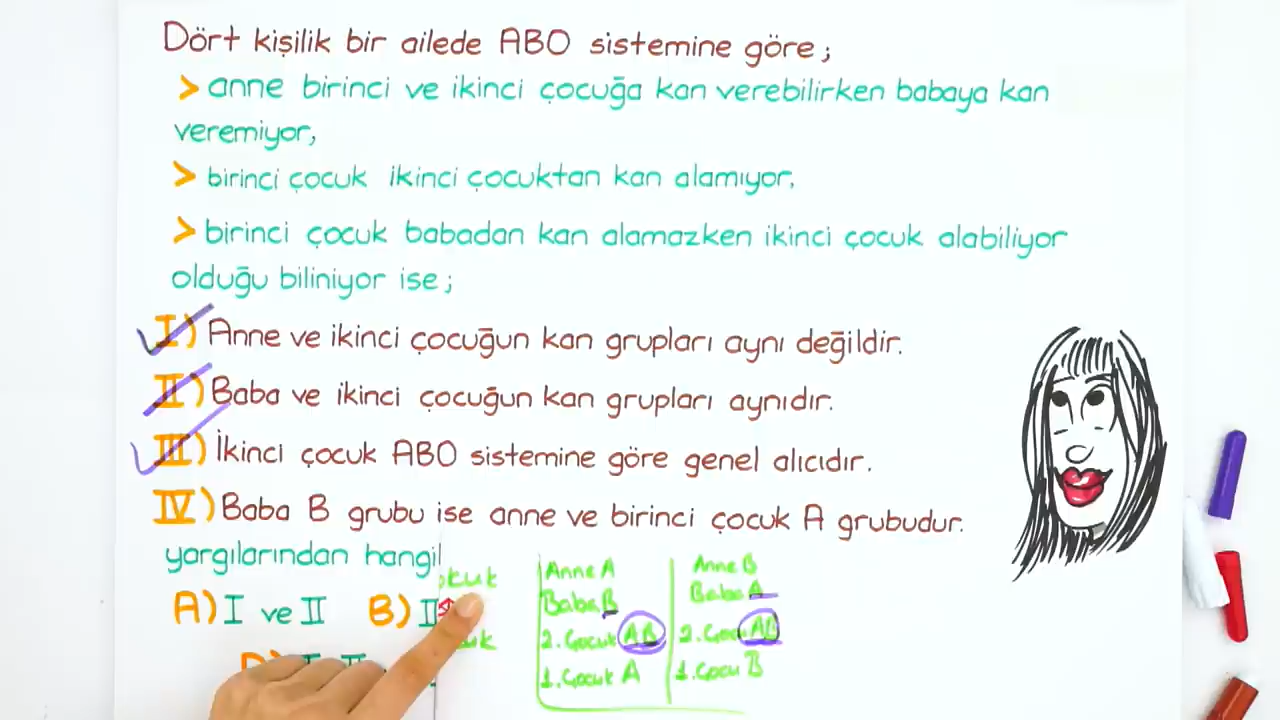 Dört kişilik bir ailede ABO sistemine göre;
> anne birinci ve ikinci çocuğa kan verebilirken babaya kan
veremiyor,
> birinci çocuk ikinci çocuktan kan alamıyor,
> birinci çocuk babadan kan alamazken ikinci çocuk alabiliyor
olduğu biliniyor ise;
I) Anne ve ikinci çocuğun kan grupları aynı değildir.
II) Baba ve ikinci çocuğun kan grupları aynıdır.
III) İkinci çocuk ABO sistemine göre genel alıcıdır.
IV) Baba B grubu ise anne ve birinci çocuk A grubudur.
yargılarından hangil
A) I ve II B) II
Anne A
Baba B
2. Çocuk AB
1. Çocuk A
Anne B
Baba A
2. Çocu AB
1. Çocu B